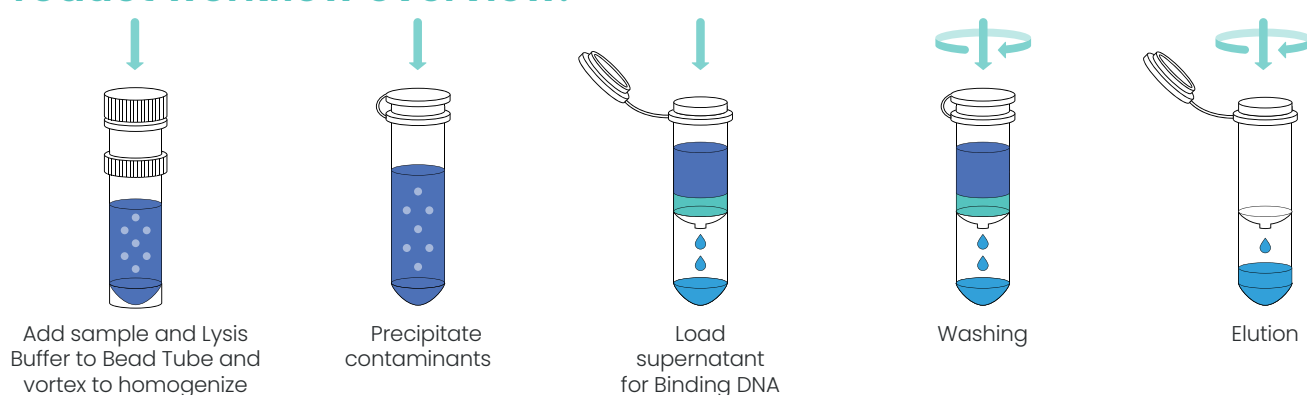 Add sample and Lysis
Buffer to Bead Tube and
vortex to homogenize
Precipitate
contaminants
Load
supernatant
for Binding DNA
Washing
Elution